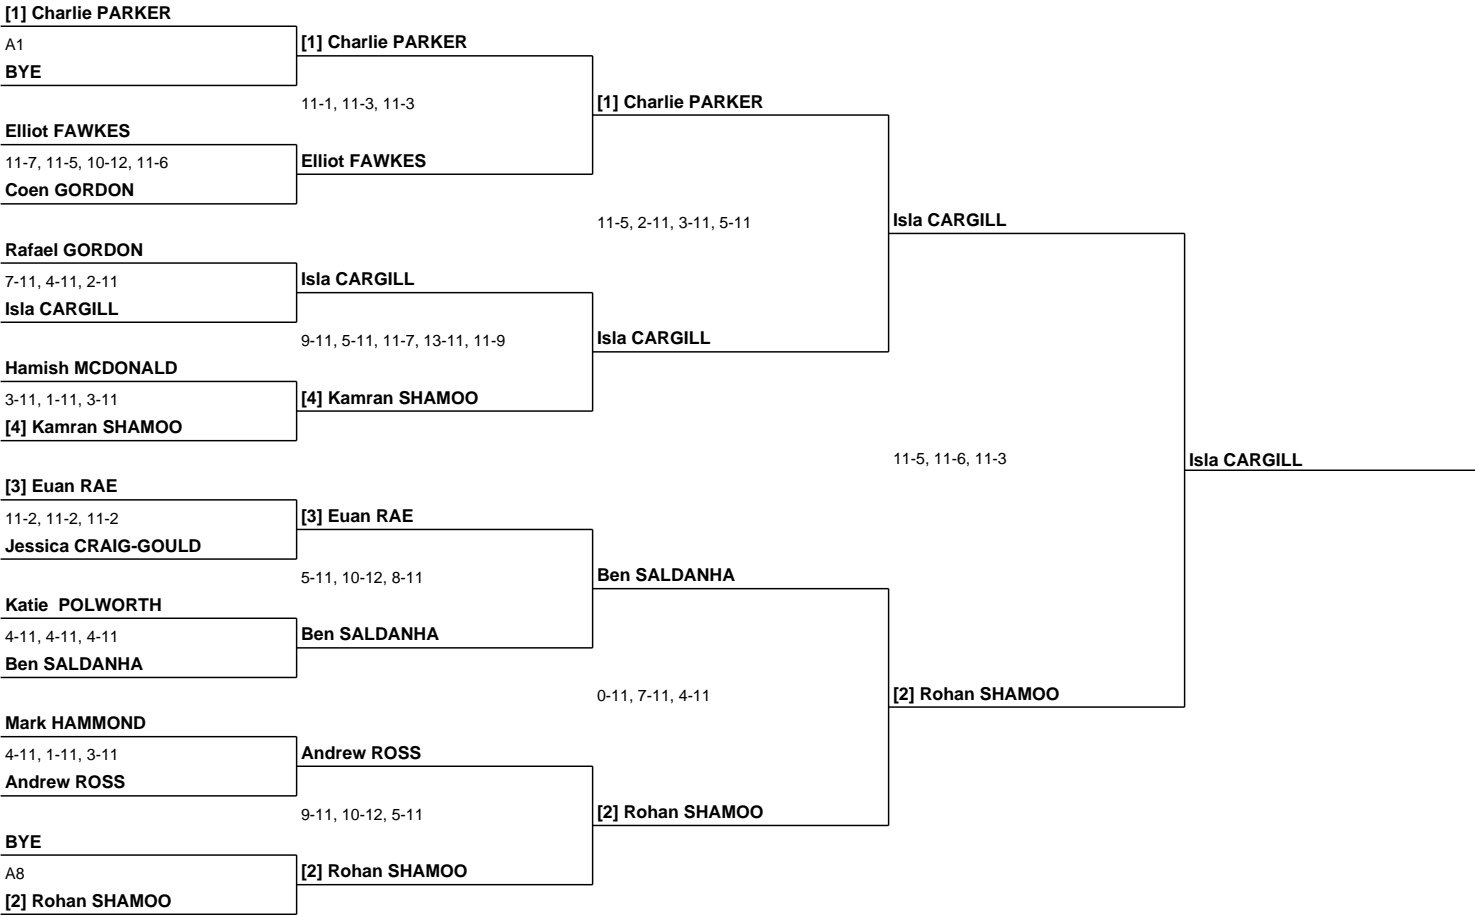 [1] Charlie PARKER
A1
BYE
Elliot FAWKES
11-7, 11-5, 10-12, 11-6
Coen GORDON
Rafael GORDON
7-11, 4-11, 2-11
Isla CARGILL
Hamish MCDONALD
3-11, 1-11, 3-11
[4] Kamran SHAMOO
[3] Euan RAE
11-2, 11-2, 11-2
Jessica CRAIG-GOULD
Katie  POLWORTH
4-11, 4-11, 4-11
Ben SALDANHA
Mark HAMMOND
4-11, 1-11, 3-11
Andrew ROSS
BYE
A8
[2] Rohan SHAMOO
[1] Charlie PARKER
11-1, 11-3, 11-3
Elliot FAWKES
Isla CARGILL
9-11, 5-11, 11-7, 13-11, 11-9
[4] Kamran SHAMOO
[3] Euan RAE
5-11, 10-12, 8-11
Ben SALDANHA
Andrew ROSS
9-11, 10-12, 5-11
[2] Rohan SHAMOO
[1] Charlie PARKER
11-5, 2-11, 3-11, 5-11
Isla CARGILL
Ben SALDANHA
0-11, 7-11, 4-11
[2] Rohan SHAMOO
Isla CARGILL
11-5, 11-6, 11-3
[2] Rohan SHAMOO
Isla CARGILL